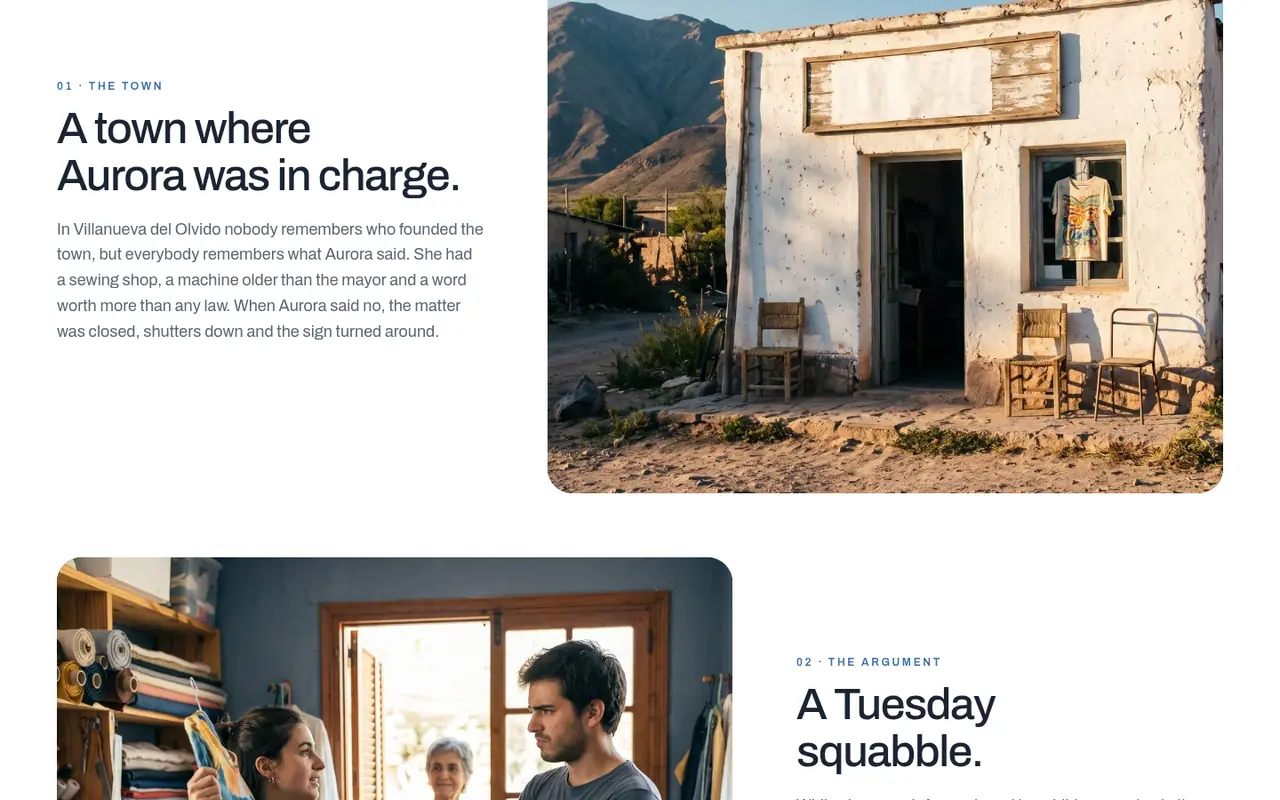 01 · THE TOWN
A town where
Aurora was in charge.
In Villanueva del Olvido nobody remembers who founded the
town, but everybody remembers what Aurora said. She had
a sewing shop, a machine older than the mayor and a word
worth more than any law. When Aurora said no, the matter
was closed, shutters down and the sign turned around.
02 · THE ARGUMENT
A Tuesday
squabble.